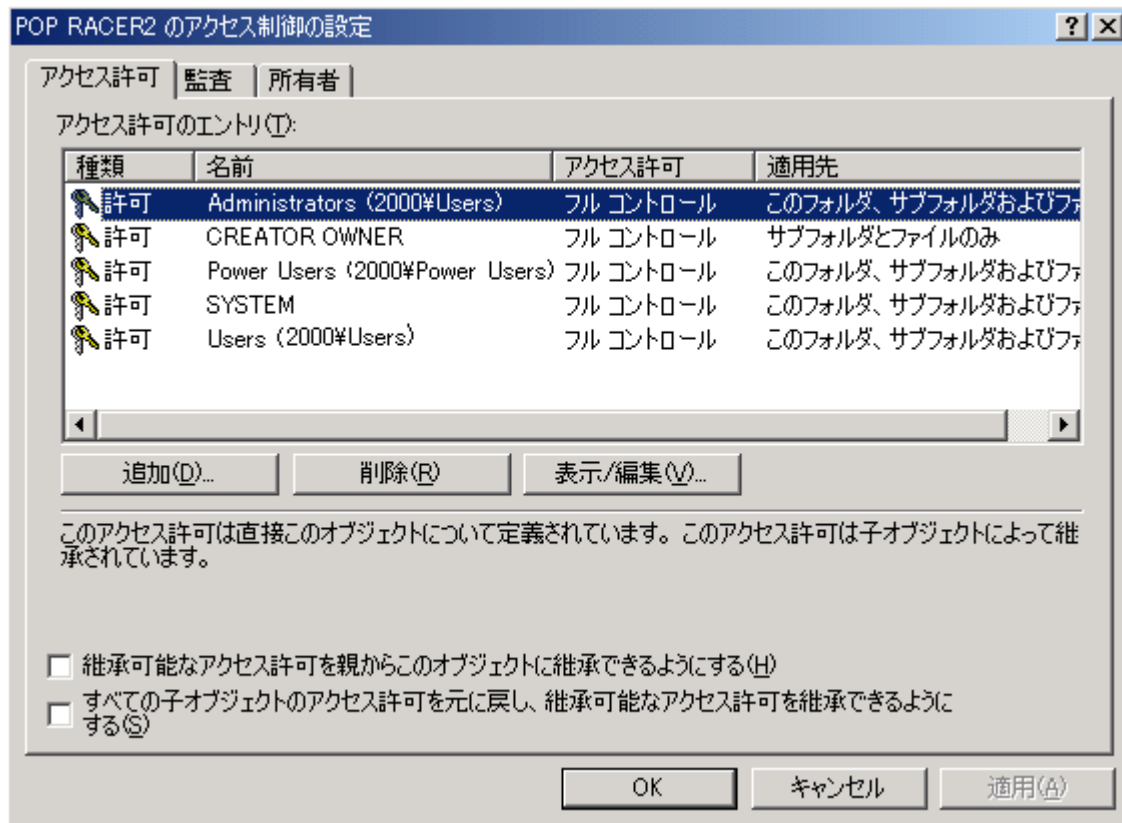 POP RACER2 のアクセス制御の設定
アクセス許可 監査 所有者
アクセス許可のエントリ(T):
種類 名前 アクセス許可 適用先
許可 Administrators (2000¥Users) フル コントロール このフォルダ、サブフォルダおよびファ
許可 CREATOR OWNER フル コントロール サブフォルダとファイルのみ
許可 Power Users (2000¥Power Users) フル コントロール このフォルダ、サブフォルダおよびファ
許可 SYSTEM フル コントロール このフォルダ、サブフォルダおよびファ
許可 Users (2000¥Users) フル コントロール このフォルダ、サブフォルダおよびファ
追加(D)... 削除(R) 表示/編集(V)...
このアクセス許可は直接このオブジェクトについて定義されています。このアクセス許可は子オブジェクトによって継
承されています。
継承可能なアクセス許可を親からこのオブジェクトに継承できるようにする(H)
すべての子オブジェクトのアクセス許可を元に戻し、継承可能なアクセス許可を継承できるように
する(S)
OK キャンセル 適用(A)